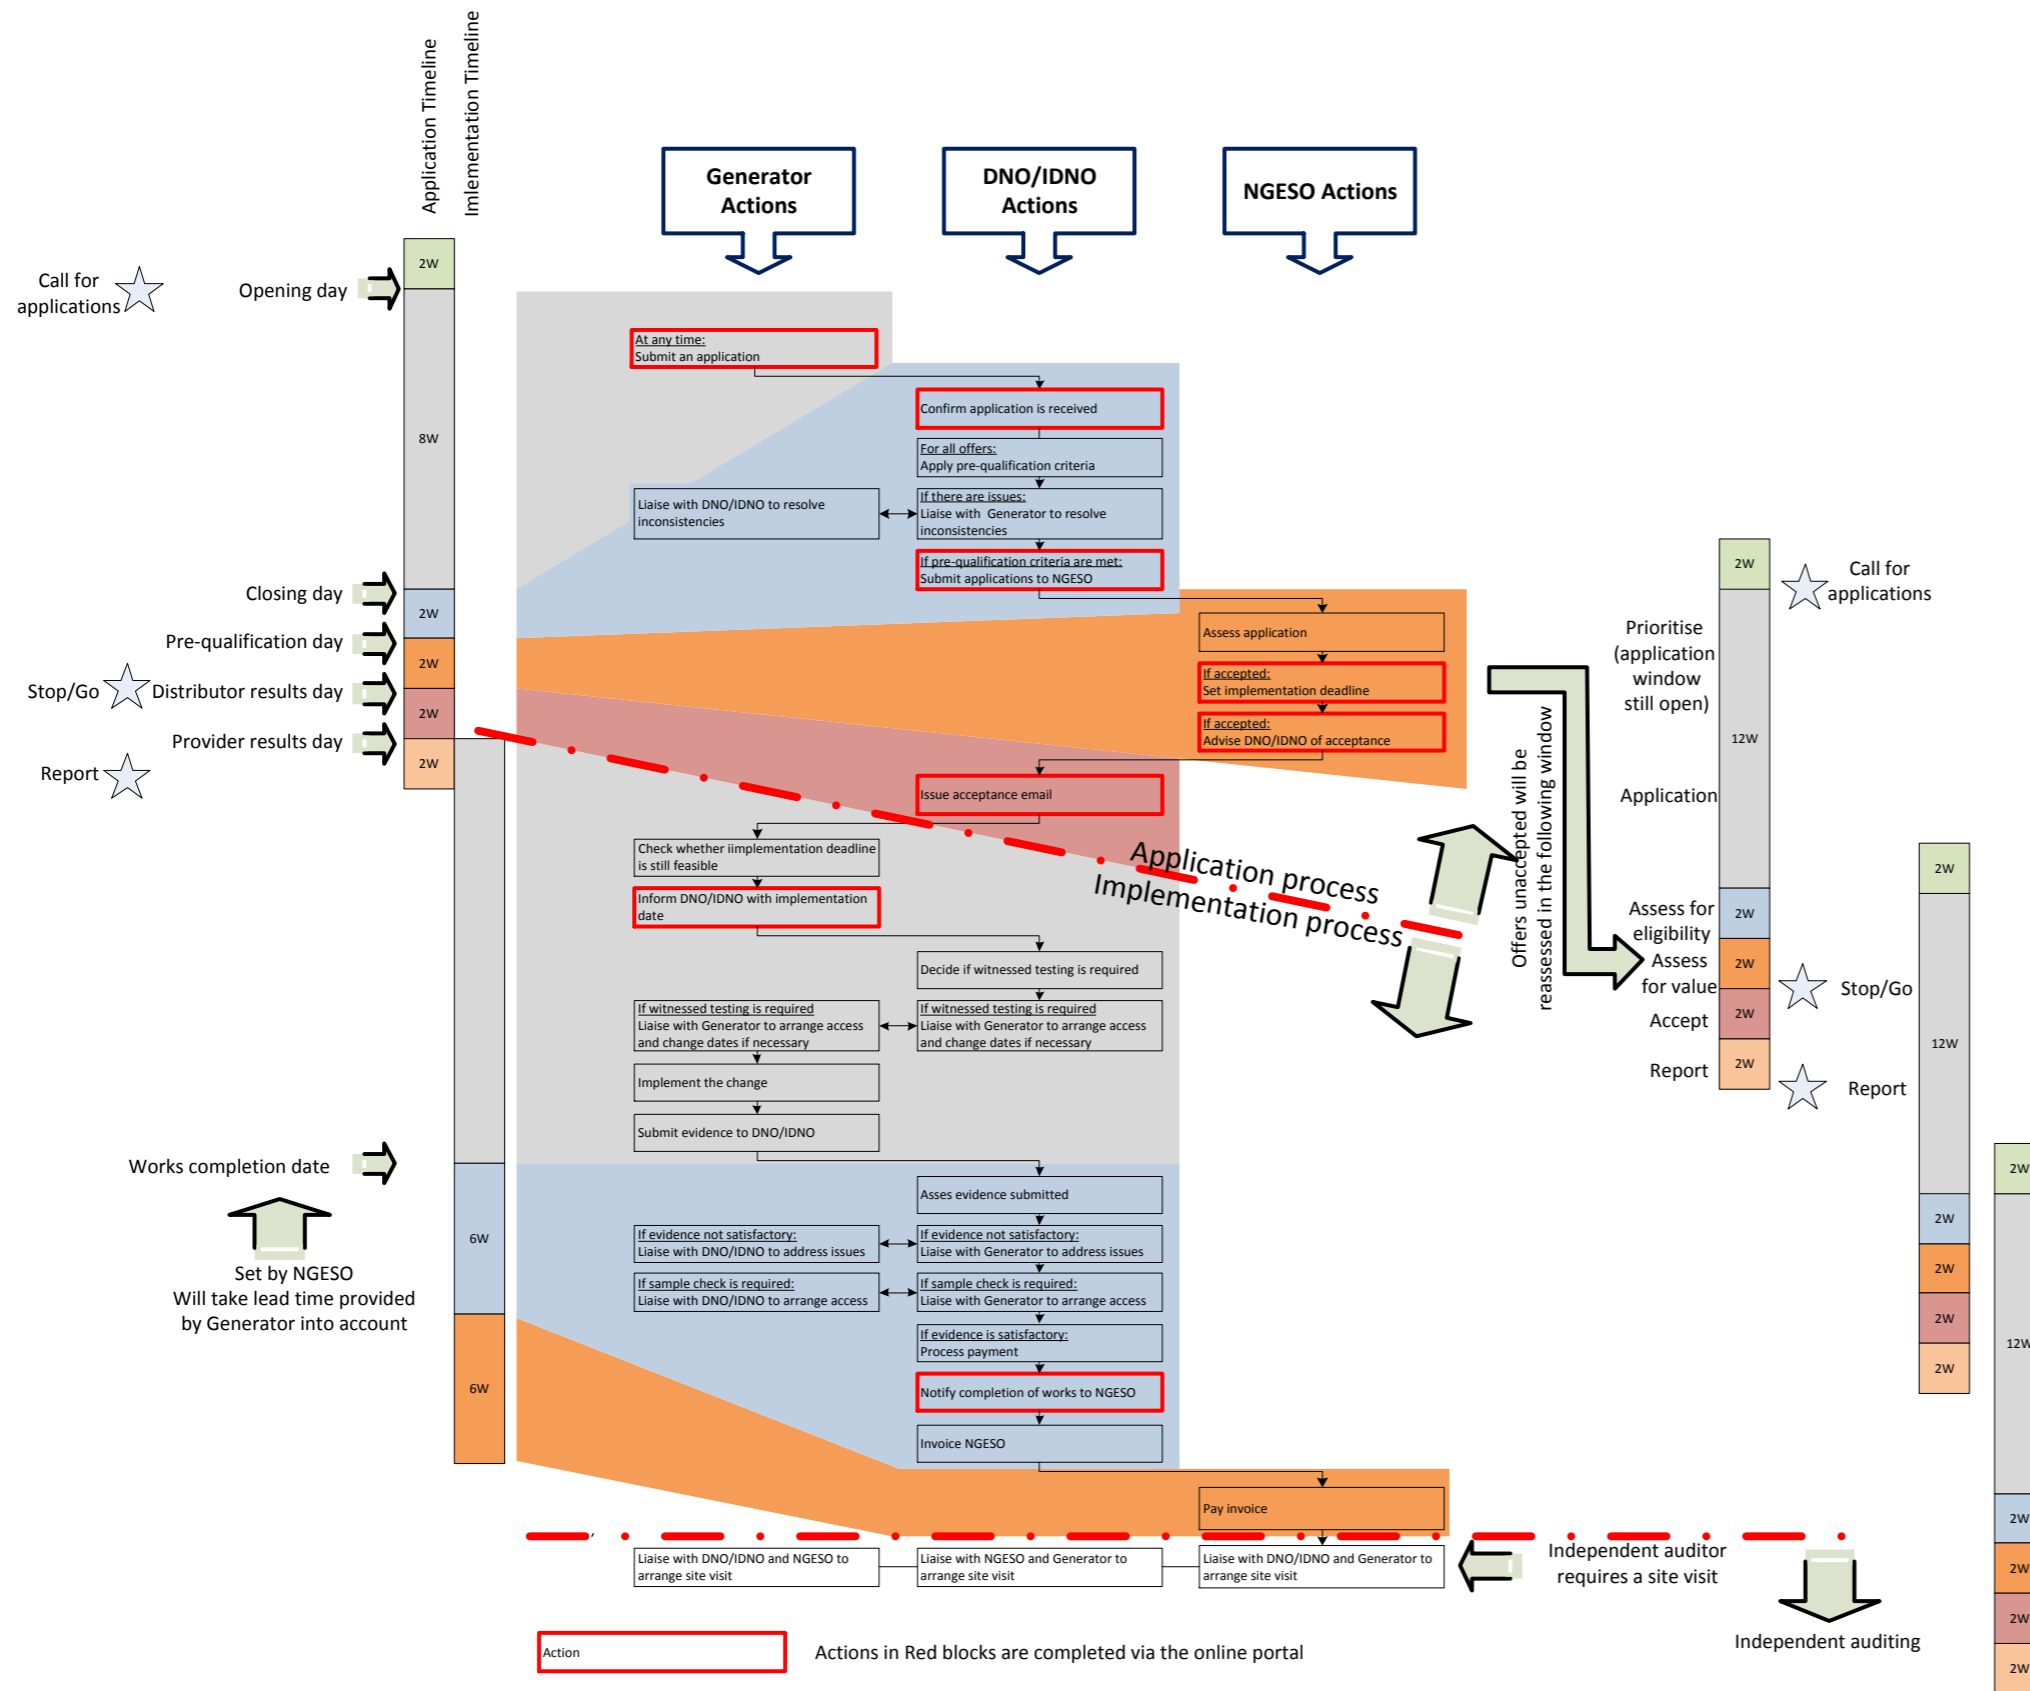 Application Timeline
Imlementation Timeline
Generator
Actions
DNO/IDNO
Actions
NGESO Actions
2W
Call for
applications
Opening day
At any time:
Submit an application
Confirm application is received
8W
For all offers:
Apply pre-qualification criteria
Liaise with DNO/IDNO to resolve
inconsistencies
If there are issues:
Liaise with  Generator to resolve
inconsistencies
If pre-qualification criteria are met:
Submit applications to NGESO
Closing day
2W
Pre-qualification day
2W
Stop/Go
Distributor results day
2W
Provider results day
2W
Report
Assess application
If accepted:
Set implementation deadline
If accepted:
Advise DNO/IDNO of acceptance
Issue acceptance email
Check whether iimplementation deadline
is still feasible
Inform DNO/IDNO with implementation
date
Application process
Implementation process
Offers unaccepted will be
reassessed in the following window
Decide if witnessed testing is required
If witnessed testing is required
Liaise with Generator to arrange access
and change dates if necessary
If witnessed testing is required
Liaise with Generator to arrange access
and change dates if necessary
Implement the change
Submit evidence to DNO/IDNO
Works completion date
Set by NGESO
Will take lead time provided
by Generator into account
6W
6W
Asses evidence submitted
If evidence not satisfactory:
Liaise with DNO/IDNO to address issues
If evidence not satisfactory:
Liaise with Generator to address issues
If sample check is required:
Liaise with DNO/IDNO to arrange access
If sample check is required:
Liaise with Generator to arrange access
If evidence is satisfactory:
Process payment
Notify completion of works to NGESO
Invoice NGESO
Pay invoice
Liaise with DNO/IDNO and NGESO to
arrange site visit
Liaise with NGESO and Generator to
arrange site visit
Liaise with DNO/IDNO and Generator to
arrange site visit
Independent auditor
requires a site visit
Independent auditing
Action
Actions in Red blocks are completed via the online portal
2W
Call for
applications
Prioritise
(application
window
still open)
12W
Application
Assess for
eligibility
2W
Assess
for value
2W
Stop/Go
Accept
2W
Report
2W
Report
2W
12W
2W
2W
2W
2W
2W
12W
2W
2W
2W
2W